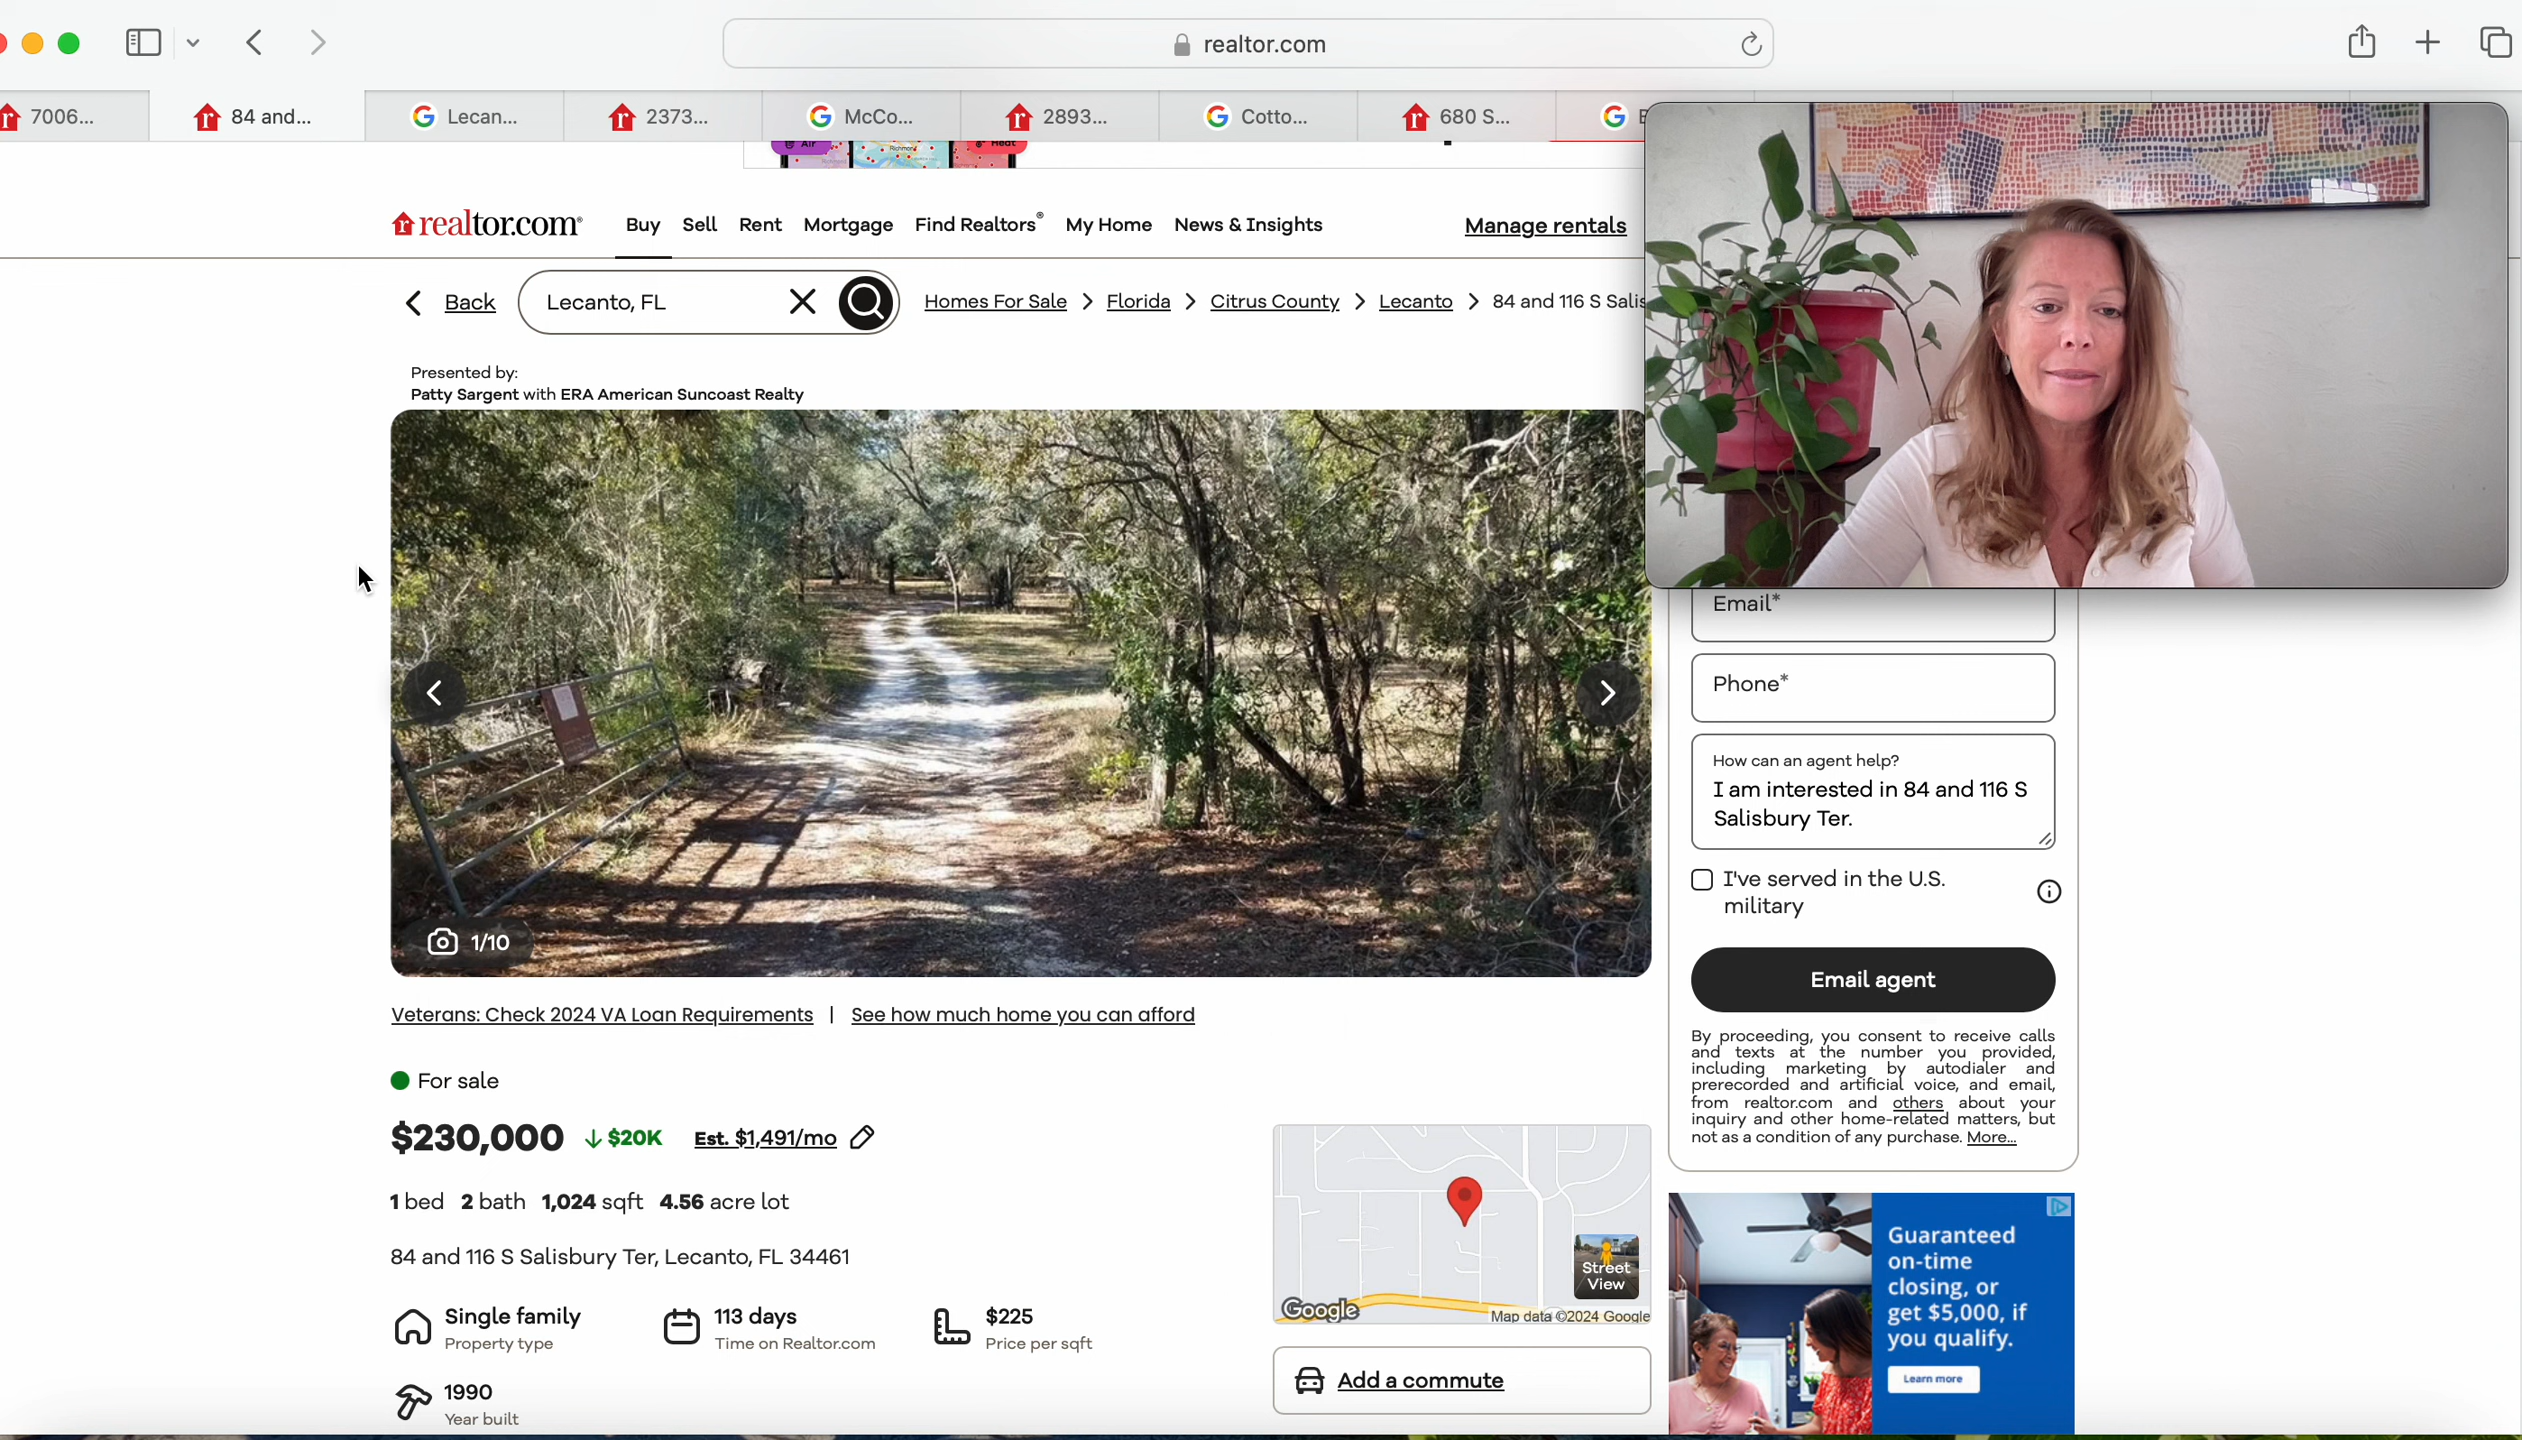 realtor.com
7006...
84 and...
Lecan...
2373...
McCo...
2893...
Cotto...
680 S...
Air
Richmond
Heat
realtor.com®
Buy
Sell
Rent
Mortgage
Find Realtors®
My Home
News & Insights
Manage rentals
Back
Lecanto, FL
Homes For Sale > Florida > Citrus County > Lecanto > 84 and 116 S Salis
Presented by:
Patty Sargent with ERA American Suncoast Realty
1/10
Email*
Phone*
How can an agent help?
I am interested in 84 and 116 S
Salisbury Ter.
I've served in the U.S.
military
Email agent
By proceeding, you consent to receive calls
and texts at the number you provided,
including marketing by autodialer and
prerecorded and artificial voice, and email,
from realtor.com and others about your
inquiry and other home-related matters, but
not as a condition of any purchase. More...
Veterans: Check 2024 VA Loan Requirements | See how much home you can afford
For sale
$230,000 ↓ $20K Est. $1,491/mo
1 bed 2 bath 1,024 sqft 4.56 acre lot
84 and 116 S Salisbury Ter, Lecanto, FL 34461
Single family
Property type
113 days
Time on Realtor.com
$225
Price per sqft
1990
Year built
Street
View
Google
Map data ©2024 Google
Add a commute
Guaranteed
on-time
closing, or
get $5,000, if
you qualify.
Learn more